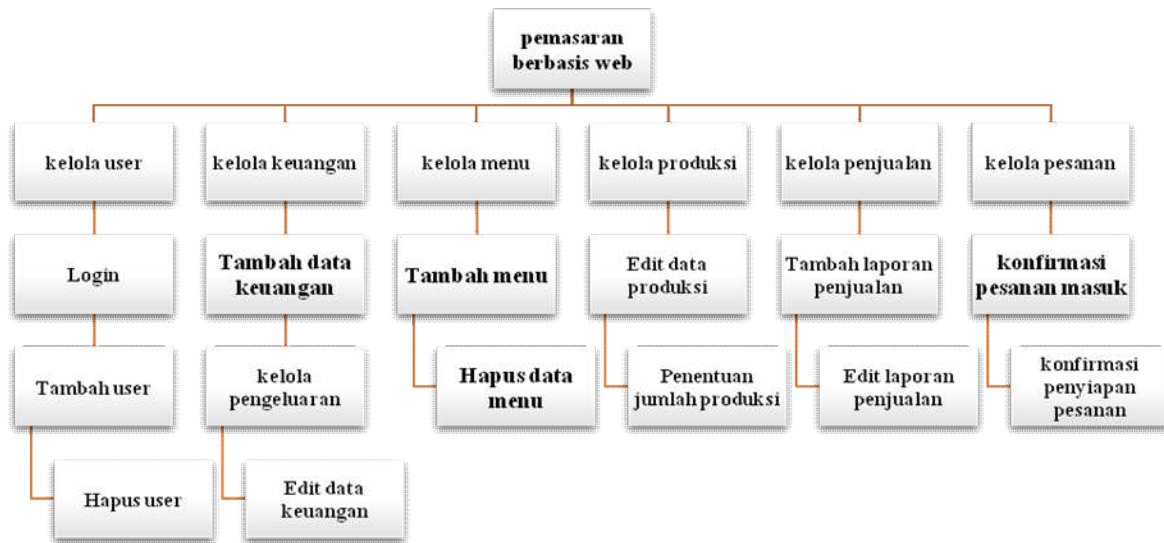 pemasaran
berbasis web
kelola user
kelola keuangan
kelola menu
kelola produksi
kelola penjualan
kelola pesanan
Login
Tambah data
keuangan
Tambah menu
Edit data
produksi
Tambah laporan
penjualan
konfirmasi
pesanan masuk
Tambah user
kelola
pengeluaran
Hapus data
menu
Penentuan
jumlah produksi
Edit laporan
penjualan
konfirmasi
penyiapan
pesanan
Hapus user
Edit data
keuangan